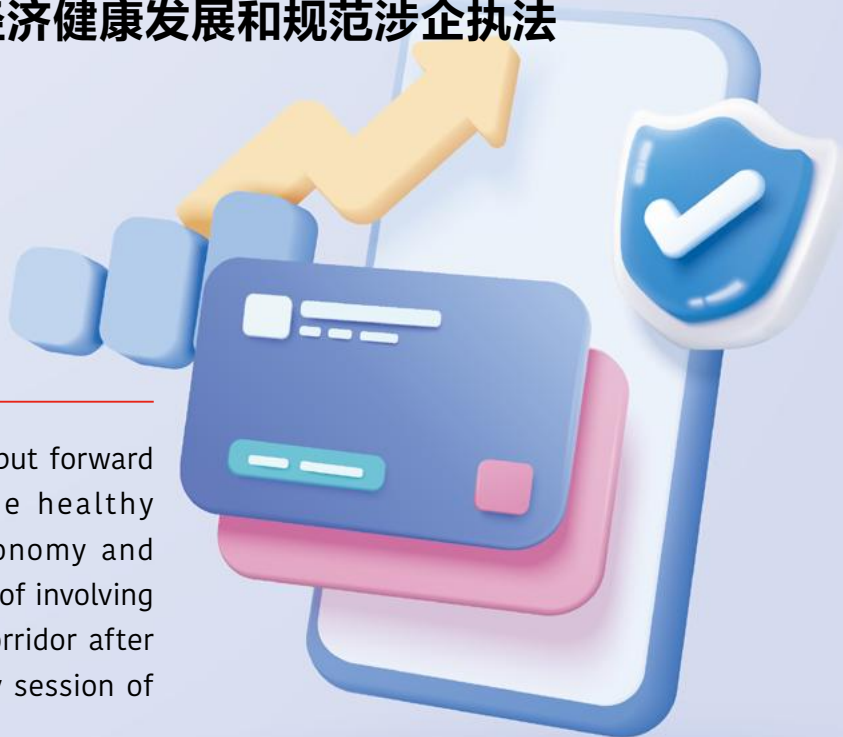 济健康发展和规范涉企执法
put forward
e healthy
onomy and
of involving
rridor after
session of